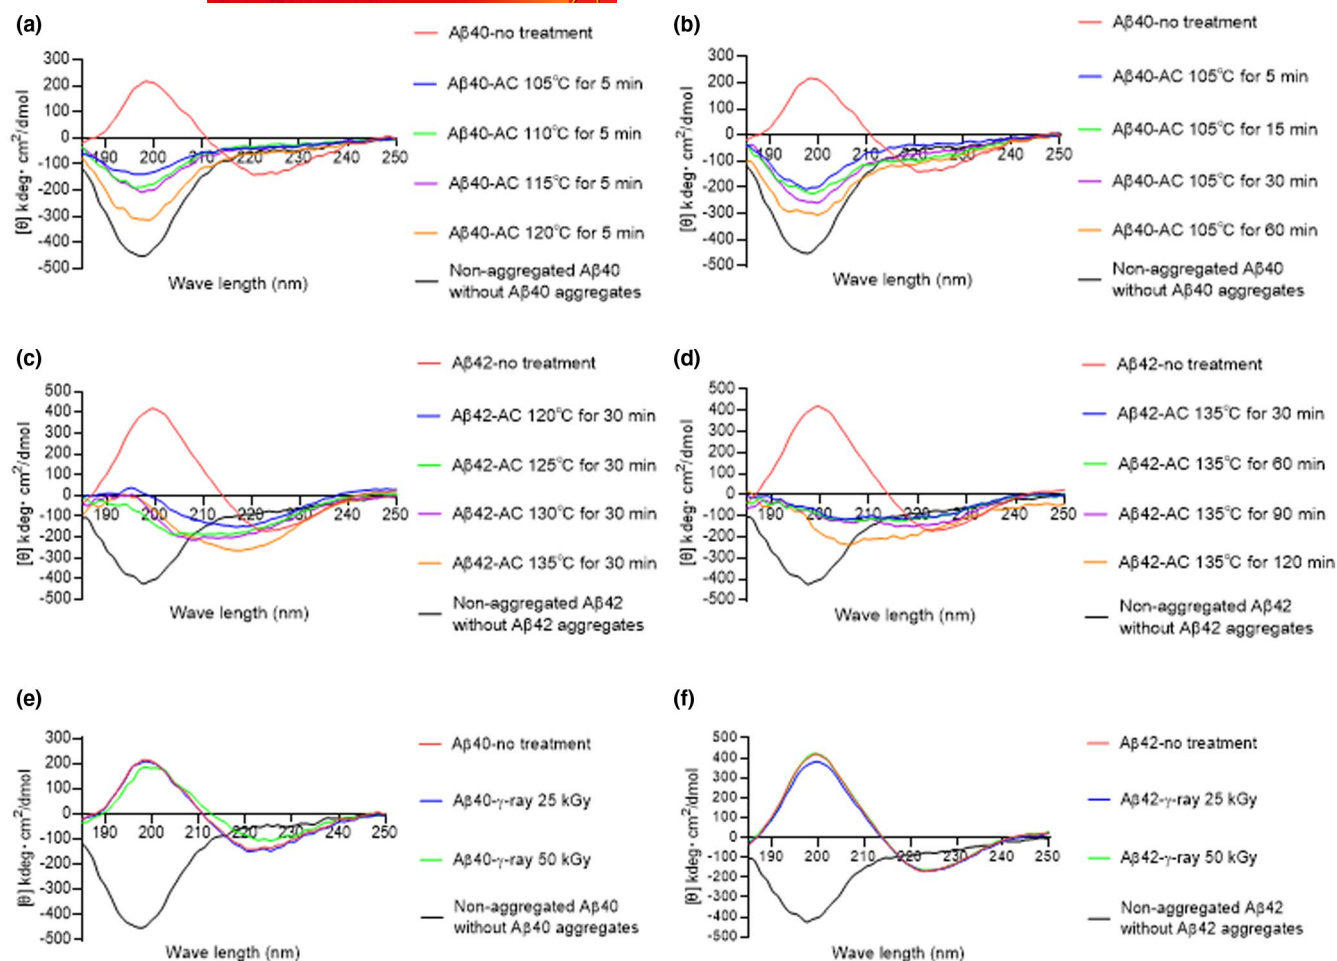 (a)
Aβ40-no treatment
Aβ40-AC 105°C for 5 min
Aβ40-AC 110°C for 5 min
Aβ40-AC 115°C for 5 min
Aβ40-AC 120°C for 5 min
Non-aggregated Aβ40
without Aβ40 aggregates
300
200
100
0
-100
-200
-300
-400
-500
190 200 210 220 230 240 250
[θ] kdeg· cm²/dmol
Wave length (nm)
(b)
Aβ40-no treatment
Aβ40-AC 105°C for 5 min
Aβ40-AC 105°C for 15 min
Aβ40-AC 105°C for 30 min
Aβ40-AC 105°C for 60 min
Non-aggregated Aβ40
without Aβ40 aggregates
300
200
100
0
-100
-200
-300
-400
-500
190 200 210 220 230 240 250
[θ] kdeg· cm²/dmol
Wave length (nm)
(c)
Aβ42-no treatment
Aβ42-AC 120°C for 30 min
Aβ42-AC 125°C for 30 min
Aβ42-AC 130°C for 30 min
Aβ42-AC 135°C for 30 min
Non-aggregated Aβ42
without Aβ42 aggregates
500
400
300
200
100
0
-100
-200
-300
-400
-500
190 200 210 220 230 240 250
[θ] kdeg· cm²/dmol
Wave length (nm)
(d)
Aβ42-no treatment
Aβ42-AC 135°C for 30 min
Aβ42-AC 135°C for 60 min
Aβ42-AC 135°C for 90 min
Aβ42-AC 135°C for 120 min
Non-aggregated Aβ42
without Aβ42 aggregates
500
400
300
200
100
0
-100
-200
-300
-400
-500
190 200 210 220 230 240 250
[θ] kdeg· cm²/dmol
Wave length (nm)
(e)
Aβ40-no treatment
Aβ40-γ-ray 25 kGy
Aβ40-γ-ray 50 kGy
Non-aggregated Aβ40
without Aβ40 aggregates
300
200
100
0
-100
-200
-300
-400
-500
190 200 210 220 230 240 250
[θ] kdeg· cm²/dmol
Wave length (nm)
(f)
Aβ42-no treatment
Aβ42-γ-ray 25 kGy
Aβ42-γ-ray 50 kGy
Non-aggregated Aβ42
without Aβ42 aggregates
500
400
300
200
100
0
-100
-200
-300
-400
-500
190 200 210 220 230 240 250
[θ] kdeg· cm²/dmol
Wave length (nm)